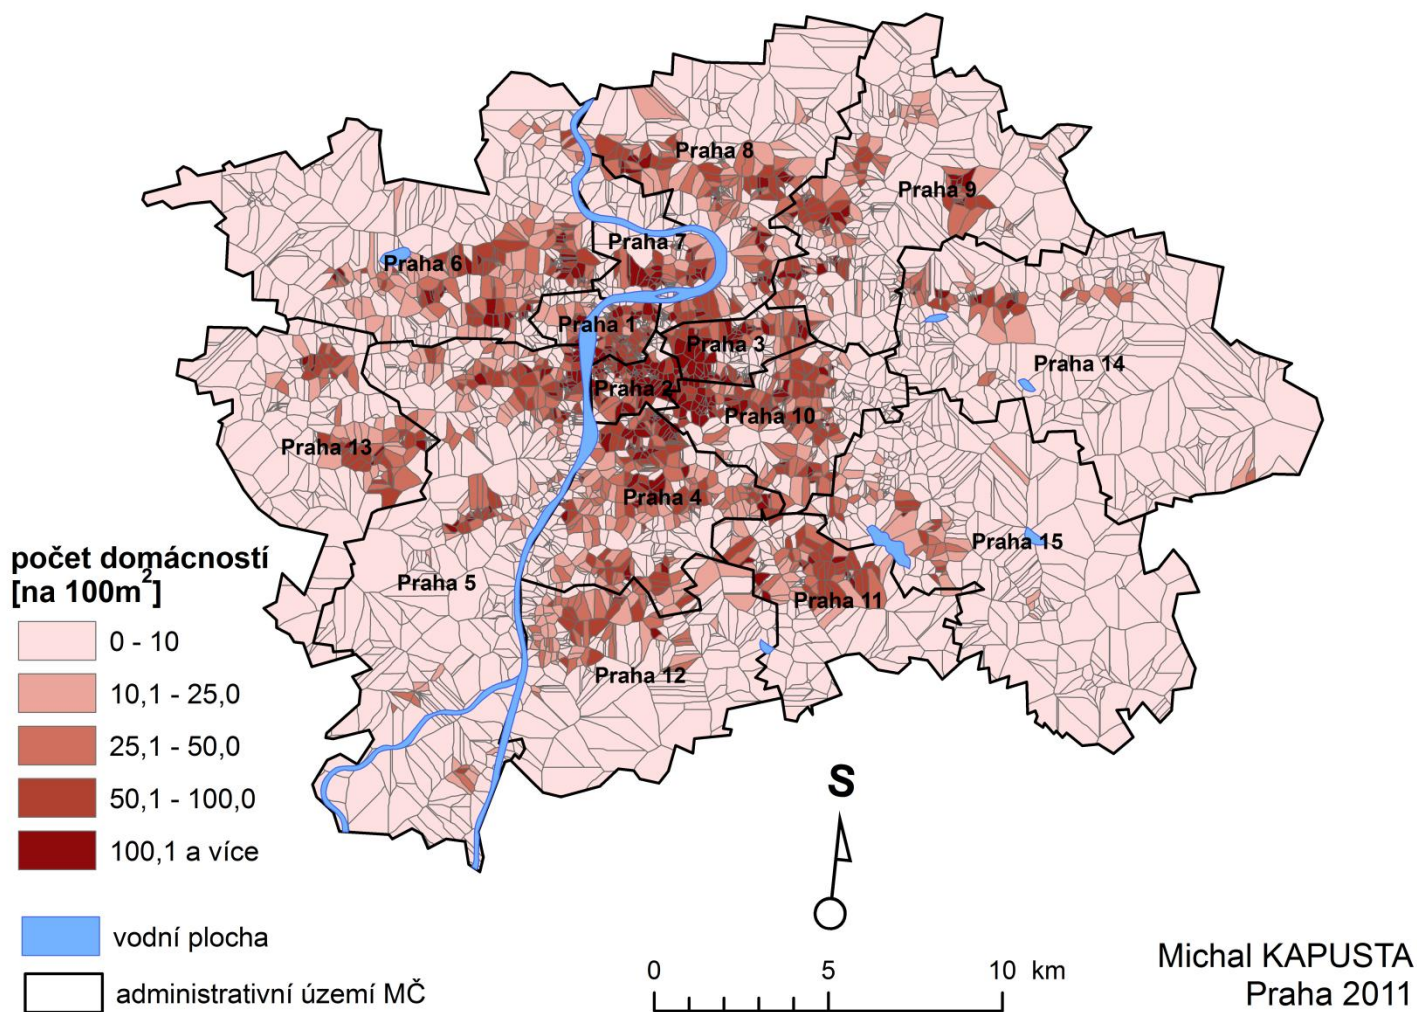 Praha 8
Praha 9
Praha 7
Praha 6
Praha 1
Praha 3
Praha 14
Praha 2
Praha 10
Praha 13
Praha 4
Praha 15
Praha 5
Praha 11
Praha 12
počet domácností
[na 100m²]
0 - 10
10,1 - 25,0
25,1 - 50,0
50,1 - 100,0
100,1 a více
vodní plocha
administrativní území MČ
S
0 5 10 km
Michal KAPUSTA
Praha 2011